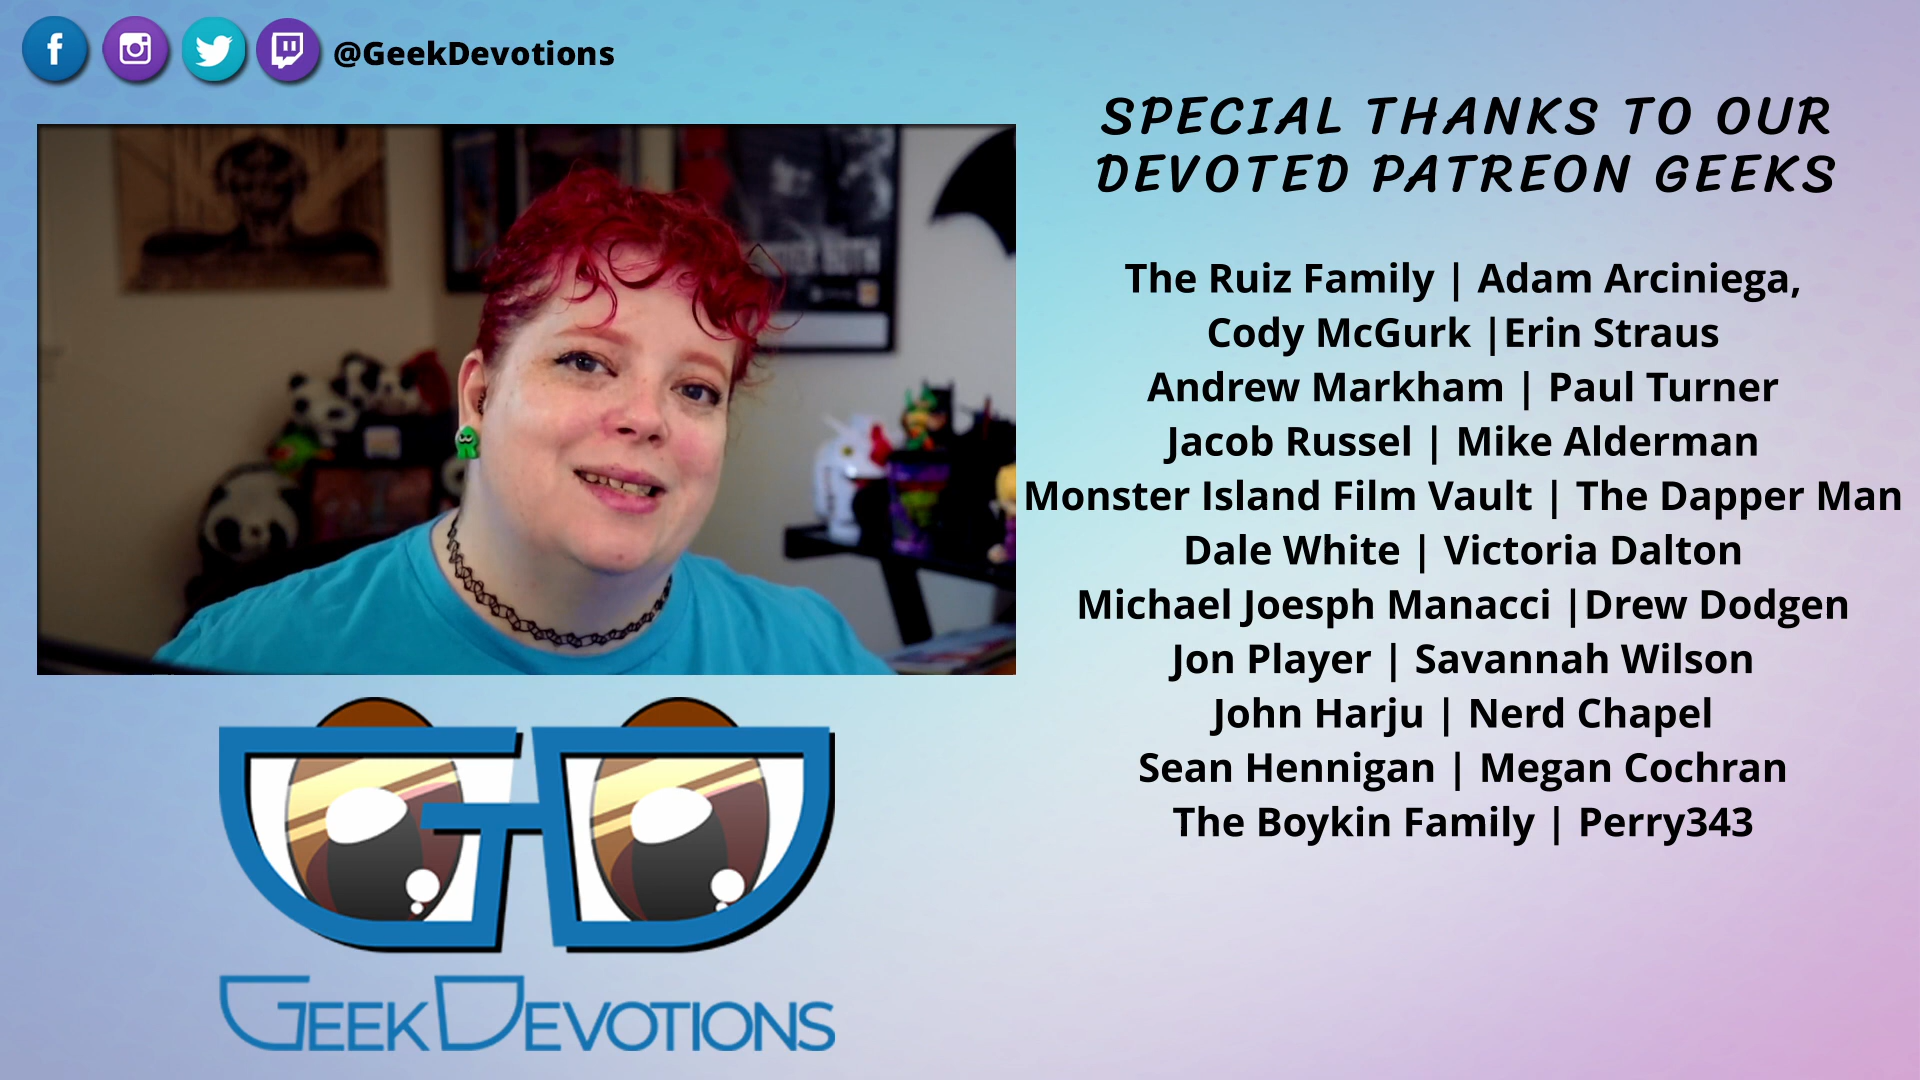 @GeekDevotions
SPECIAL THANKS TO OUR
DEVOTED PATREON GEEKS
The Ruiz Family | Adam Arciniega,
Cody McGurk |Erin Straus
Andrew Markham | Paul Turner
Jacob Russel | Mike Alderman
Monster Island Film Vault | The Dapper Man
Dale White | Victoria Dalton
Michael Joesph Manacci |Drew Dodgen
Jon Player | Savannah Wilson
John Harju | Nerd Chapel
Sean Hennigan | Megan Cochran
The Boykin Family | Perry343
GD
GEEK DEVOTIONS